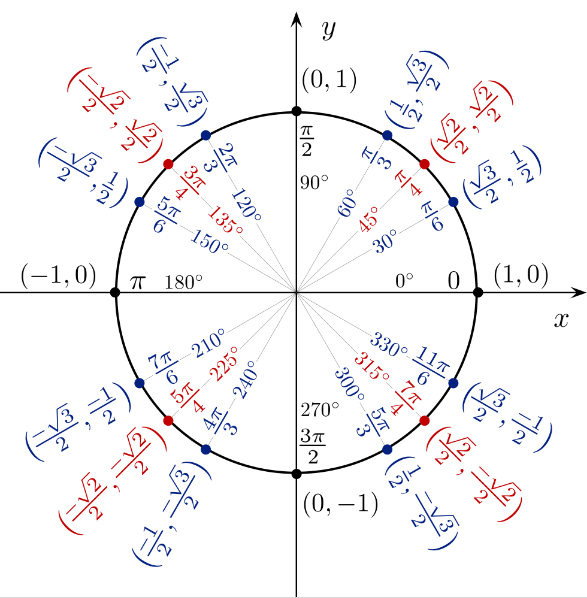 y
(0, 1)
(−1/2, √3/2)
(1/2, √3/2)
(−√2/2, √2/2)
(√2/2, √2/2)
(−√3/2, 1/2)
(√3/2, 1/2)
π/2
90°
2π/3
120°
π/3
60°
3π/4
135°
π/4
45°
5π/6
150°
π/6
30°
(−1, 0)
π
180°
0°
0
(1, 0)
x
7π/6
210°
330°
11π/6
5π/4
225°
315°
7π/4
4π/3
240°
300°
5π/3
270°
3π/2
(−√3/2, −1/2)
(√3/2, −1/2)
(−√2/2, −√2/2)
(√2/2, −√2/2)
(−1/2, −√3/2)
(1/2, −√3/2)
(0, −1)